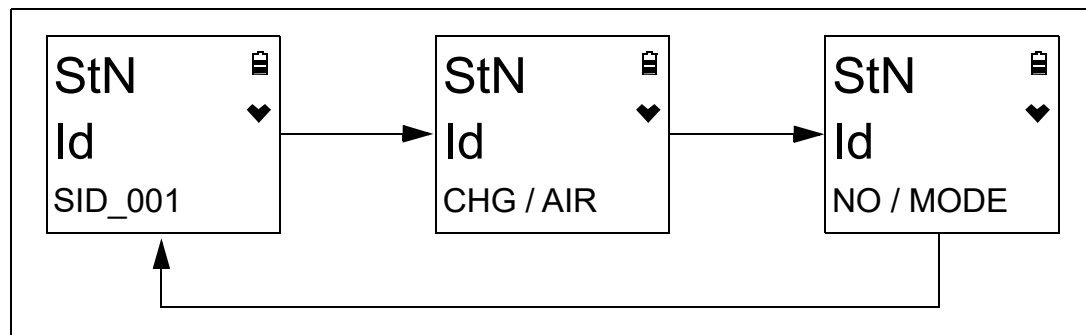 StN
Id
SID_001
StN
Id
CHG / AIR
StN
Id
NO / MODE